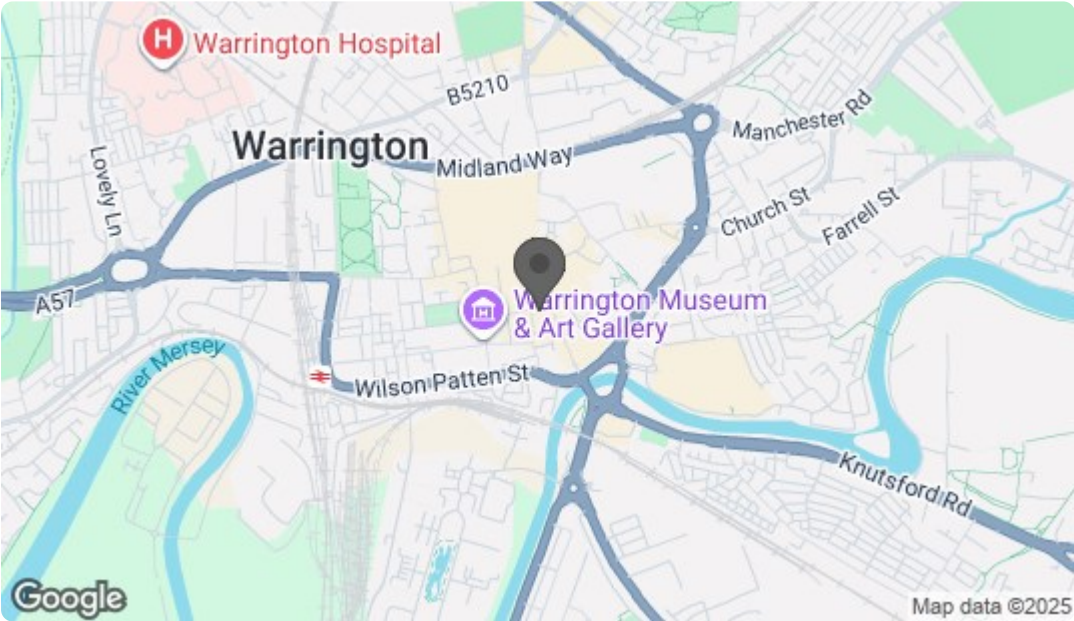 H
Warrington Hospital
B5210
Manchester Rd
Warrington
Midland Way
Lovely Ln
Church St
Farrell St
A57
Warrington Museum
& Art Gallery
River Mersey
Wilson Patten St
Knutsford Rd
Google
Map data ©2025